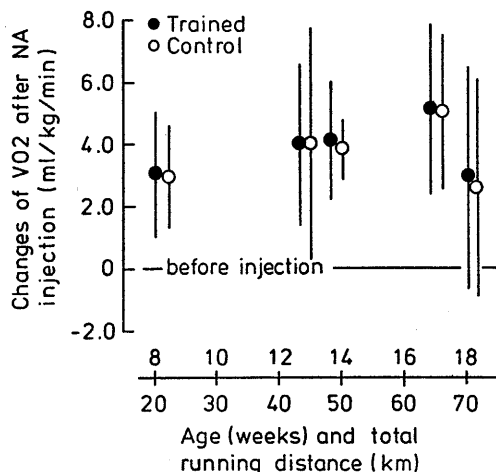 Changes of VO2 after NA
injection (ml/kg/min)
8.0
6.0
4.0
2.0
0
-2.0
Trained
Control
before injection
8 10 12 14 16 18
20 30 40 50 60 70
Age (weeks) and total
running distance (km)